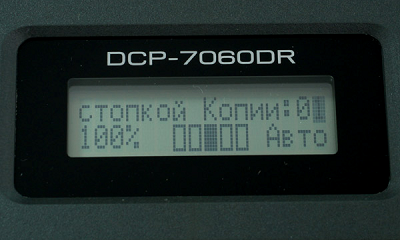 DCP-7060DR
стопкой Копии:01
100% □□■□□ Авто